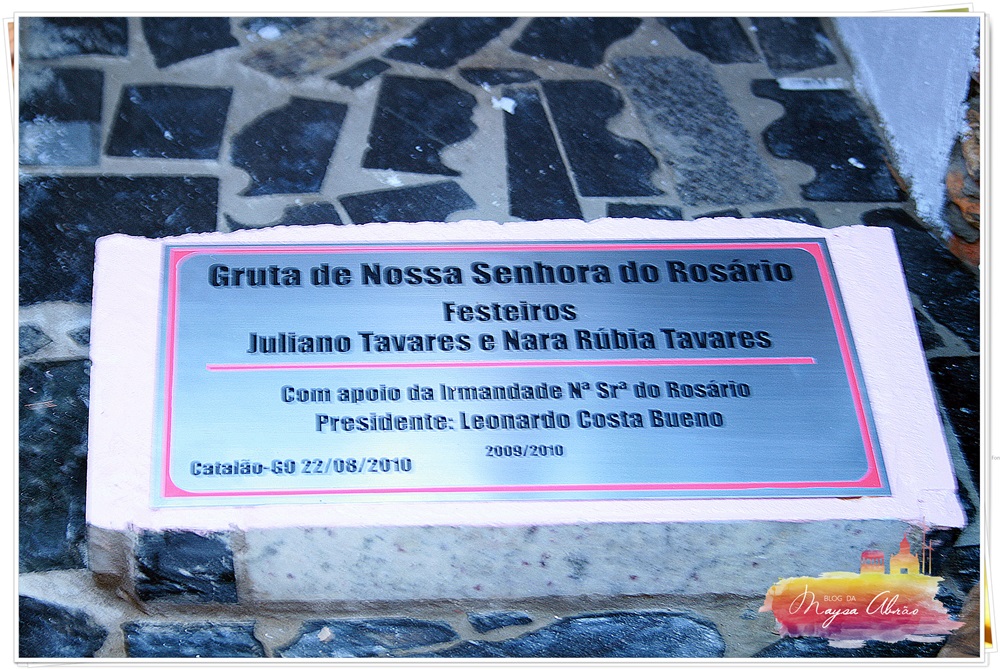 Gruta de Nossa Senhora do Rosário
Festeiros
Juliano Tavares e Nara Rúbia Tavares
Com apoio da Irmandade Nª Srª do Rosário
Presidente: Leonardo Costa Bueno
2009/2010
Catalão-GO 22/08/2010
BLOG DA
Maysa Abrão